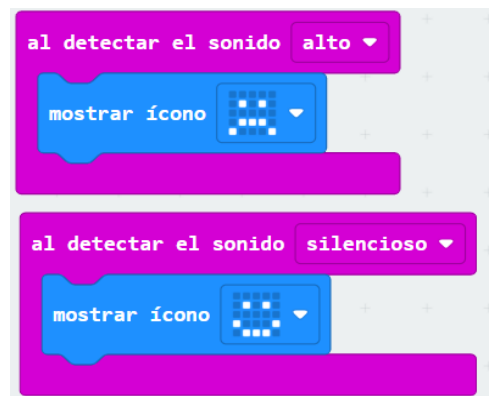 al detectar el sonido alto
mostrar ícono
al detectar el sonido silencioso
mostrar ícono